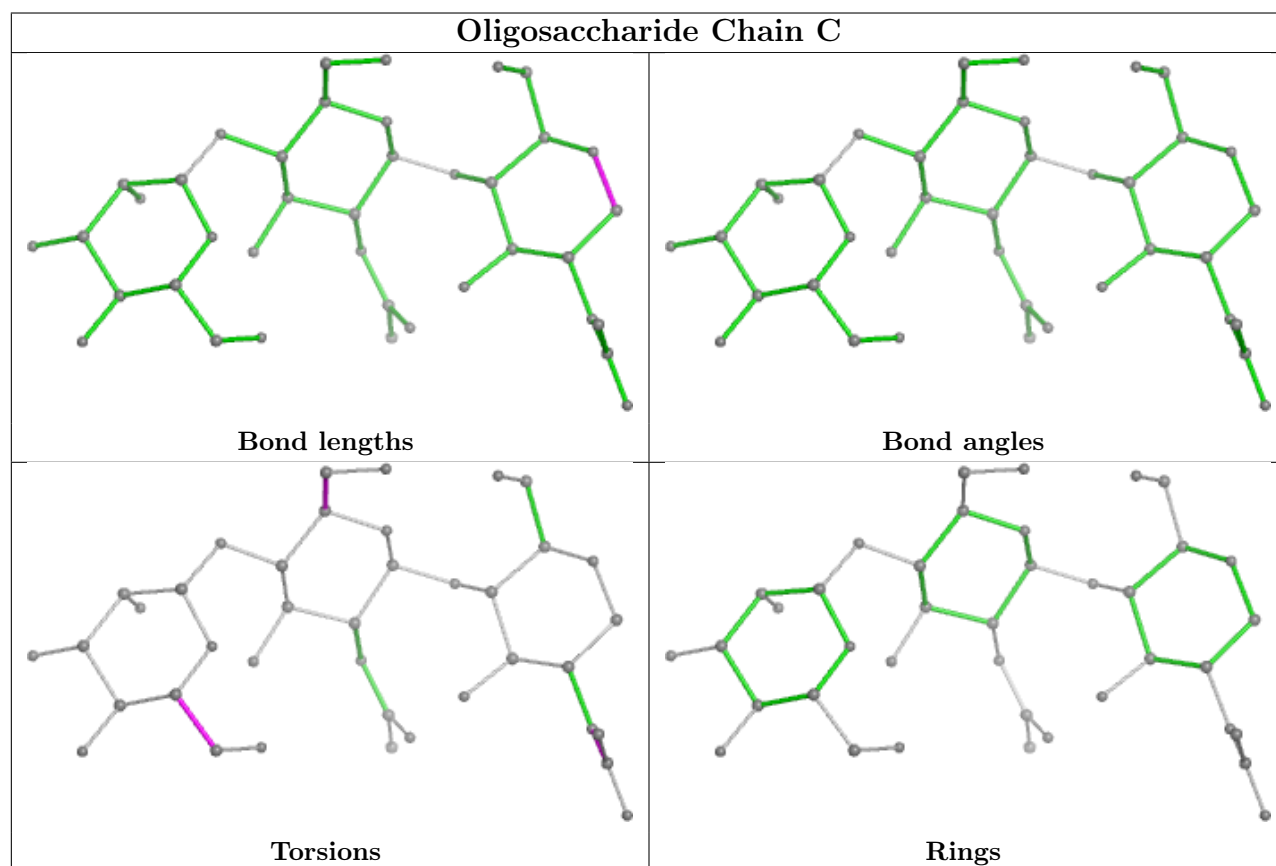 Oligosaccharide Chain C
Bond lengths
Bond angles
Torsions
Rings